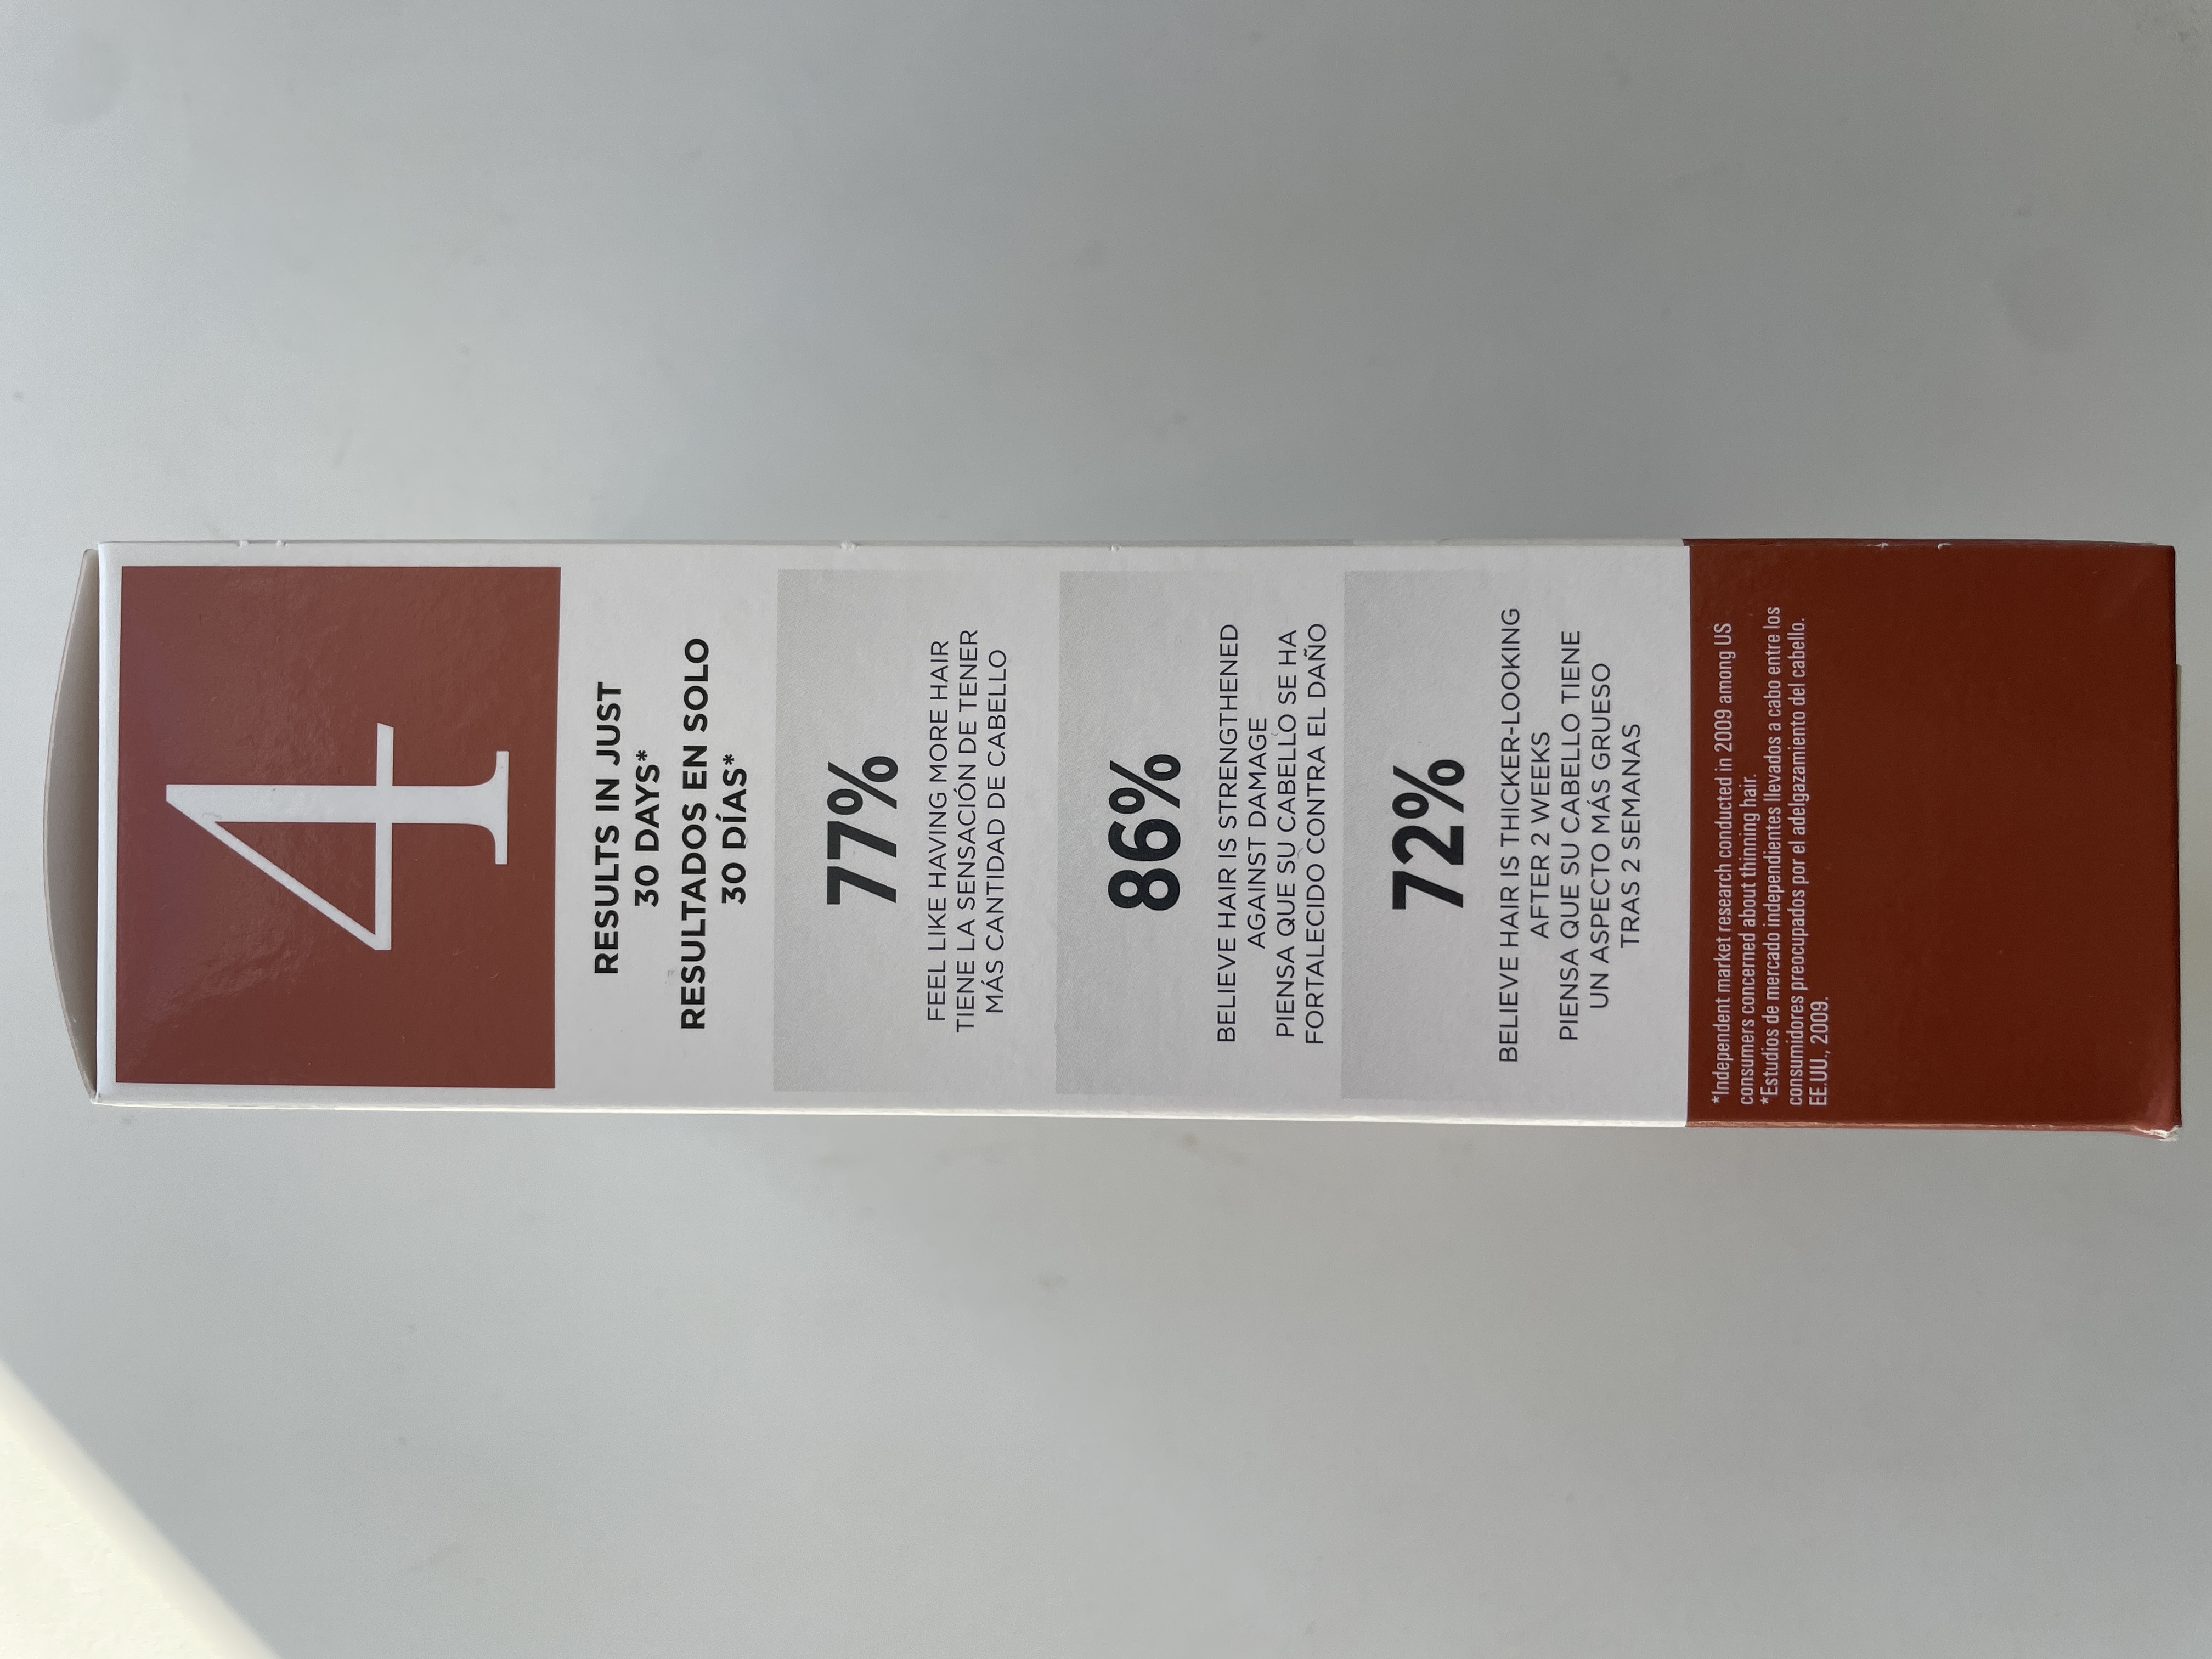 4
RESULTS IN JUST
30 DAYS*
RESULTADOS EN SOLO
30 DÍAS*
77%
FEEL LIKE HAVING MORE HAIR
TIENE LA SENSACIÓN DE TENER
MÁS CANTIDAD DE CABELLO
86%
BELIEVE HAIR IS STRENGTHENED
AGAINST DAMAGE
PIENSA QUE SU CABELLO SE HA
FORTALECIDO CONTRA EL DAÑO
72%
BELIEVE HAIR IS THICKER-LOOKING
AFTER 2 WEEKS
PIENSA QUE SU CABELLO TIENE
UN ASPECTO MÁS GRUESO
TRAS 2 SEMANAS
*Independent market research conducted in 2009 among US
consumers concerned about thinning hair.
*Estudios de mercado independientes llevados a cabo entre los
consumidores preocupados por el adelgazamiento del cabello.
EE.UU., 2009.